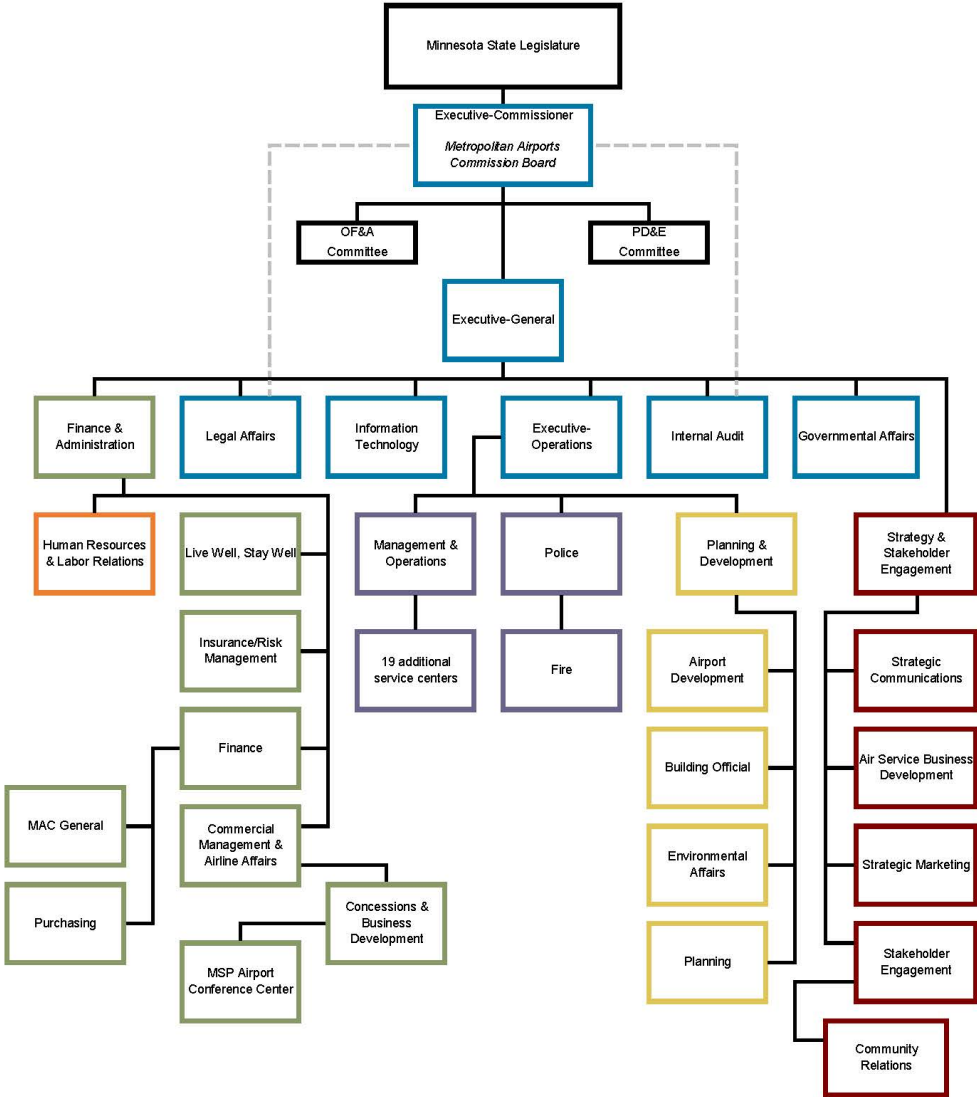 Minnesota State Legislature
Executive-Commissioner
Metropolitan Airports
Commission Board
OF&A
Committee
PD&E
Committee
Executive-General
Finance &
Administration
Legal Affairs
Information
Technology
Executive-
Operations
Internal Audit
Governmental Affairs
Human Resources
& Labor Relations
Live Well, Stay Well
Management &
Operations
Police
Planning &
Development
Strategy &
Stakeholder
Engagement
Insurance/Risk
Management
19 additional
service centers
Fire
Airport
Development
Strategic
Communications
Finance
Building Official
Air Service Business
Development
MAC General
Commercial
Management &
Airline Affairs
Environmental
Affairs
Strategic Marketing
Purchasing
Concessions &
Business
Development
MSP Airport
Conference Center
Planning
Stakeholder
Engagement
Community
Relations